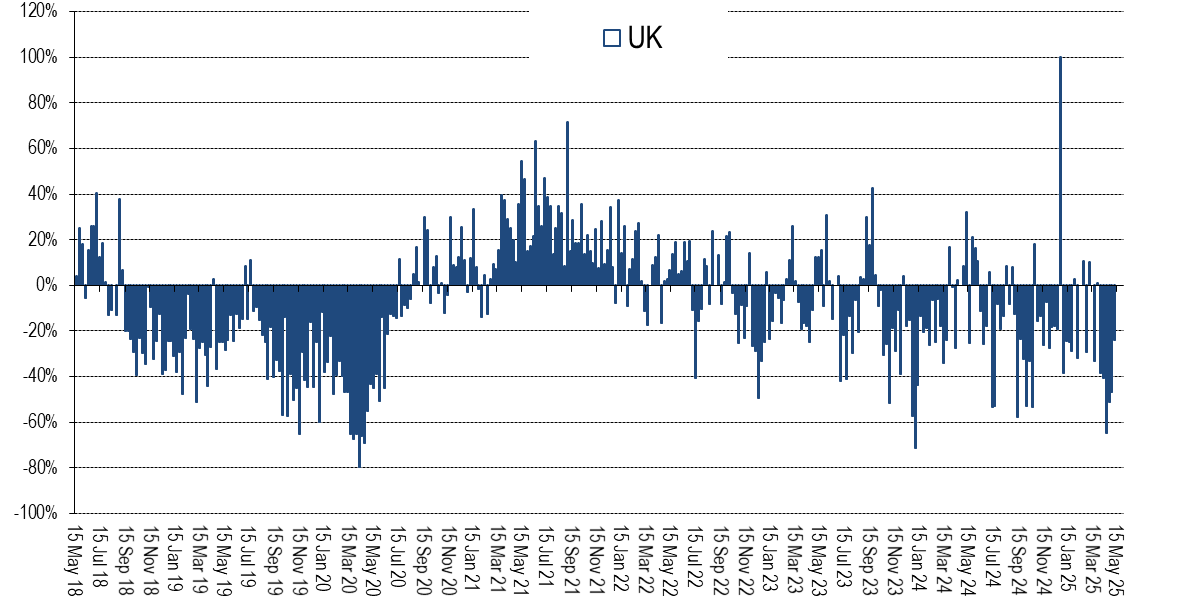 120%
UK
100%
80%
60%
40%
20%
0%
-20%
-40%
-60%
-80%
-100%
15 May 18
15 Jul 18
15 Sep 18
15 Nov 18
15 Jan 19
15 Mar 19
15 May 19
15 Jul 19
15 Sep 19
15 Nov 19
15 Jan 20
15 Mar 20
15 May 20
15 Jul 20
15 Sep 20
15 Nov 20
15 Jan 21
15 Mar 21
15 May 21
15 Jul 21
15 Sep 21
15 Nov 21
15 Jan 22
15 Mar 22
15 May 22
15 Jul 22
15 Sep 22
15 Nov 22
15 Jan 23
15 Mar 23
15 May 23
15 Jul 23
15 Sep 23
15 Nov 23
15 Jan 24
15 Mar 24
15 May 24
15 Jul 24
15 Sep 24
15 Nov 24
15 Jan 25
15 Mar 25
15 May 25